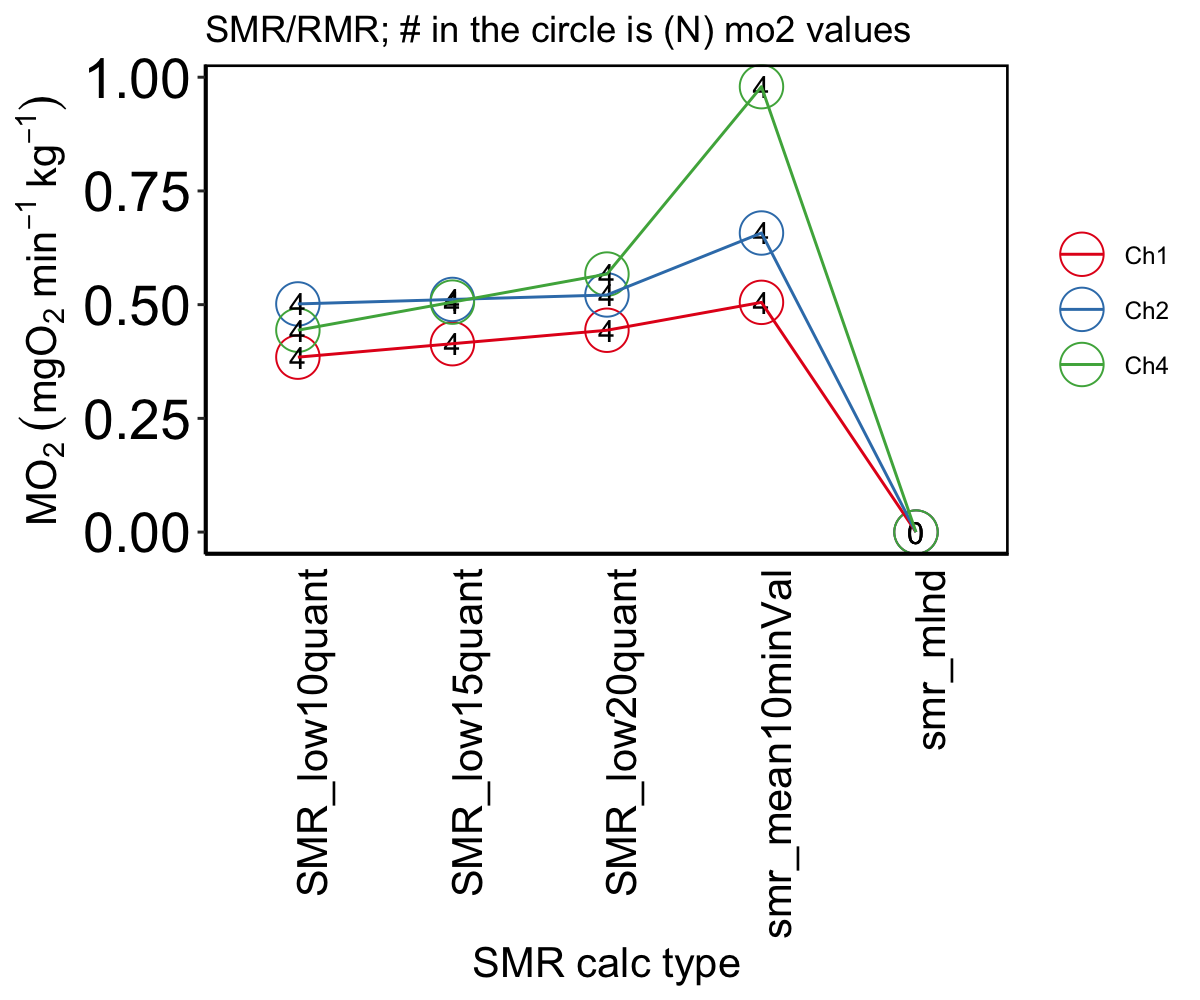 SMR/RMR; # in the circle is (N) mo2 values
MO₂ (mgO₂ min⁻¹ kg⁻¹)
1.00
0.75
0.50
0.25
0.00
4
4
4
4
4
4
4
4
4
4
4
4
0
SMR_low10quant
SMR_low15quant
SMR_low20quant
smr_mean10minVal
smr_mlnd
SMR calc type
Ch1
Ch2
Ch4